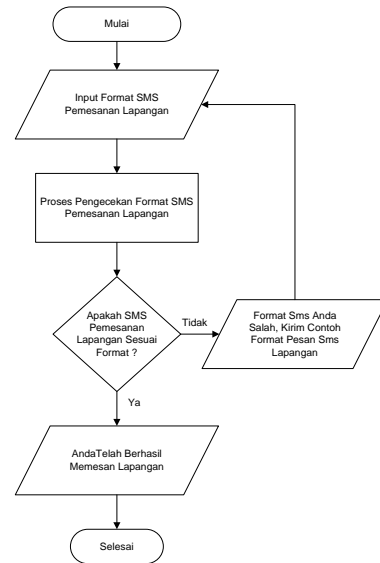 Mulai
Input Format SMS
Pemesanan Lapangan
Proses Pengecekan Format SMS
Pemesanan Lapangan
Apakah SMS
Pemesanan
Lapangan Sesuai
Format ?
Tidak
Format Sms Anda
Salah, Kirim Contoh
Format Pesan Sms
Lapangan
Ya
AndaTelah Berhasil
Memesan Lapangan
Selesai